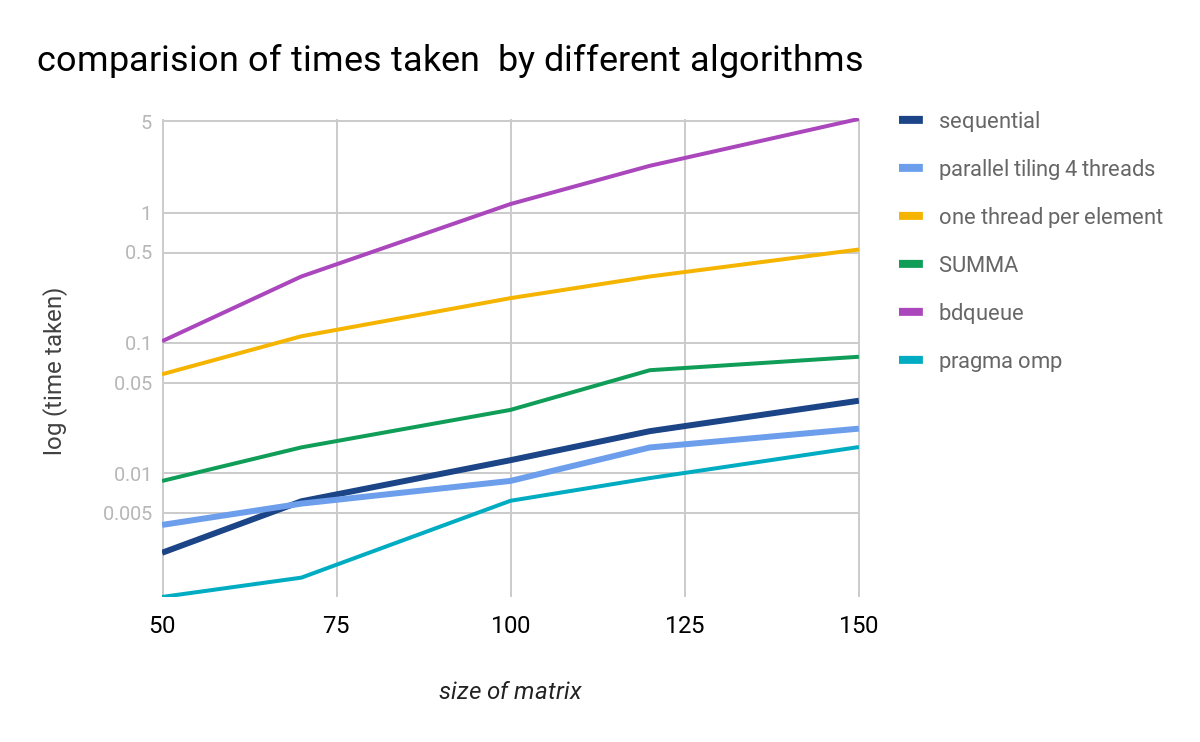 comparision of times taken  by different algorithms
5
1
0.5
0.1
0.05
0.01
0.005
log (time taken)
50 75 100 125 150
size of matrix
sequential
parallel tiling 4 threads
one thread per element
SUMMA
bdqueue
pragma omp